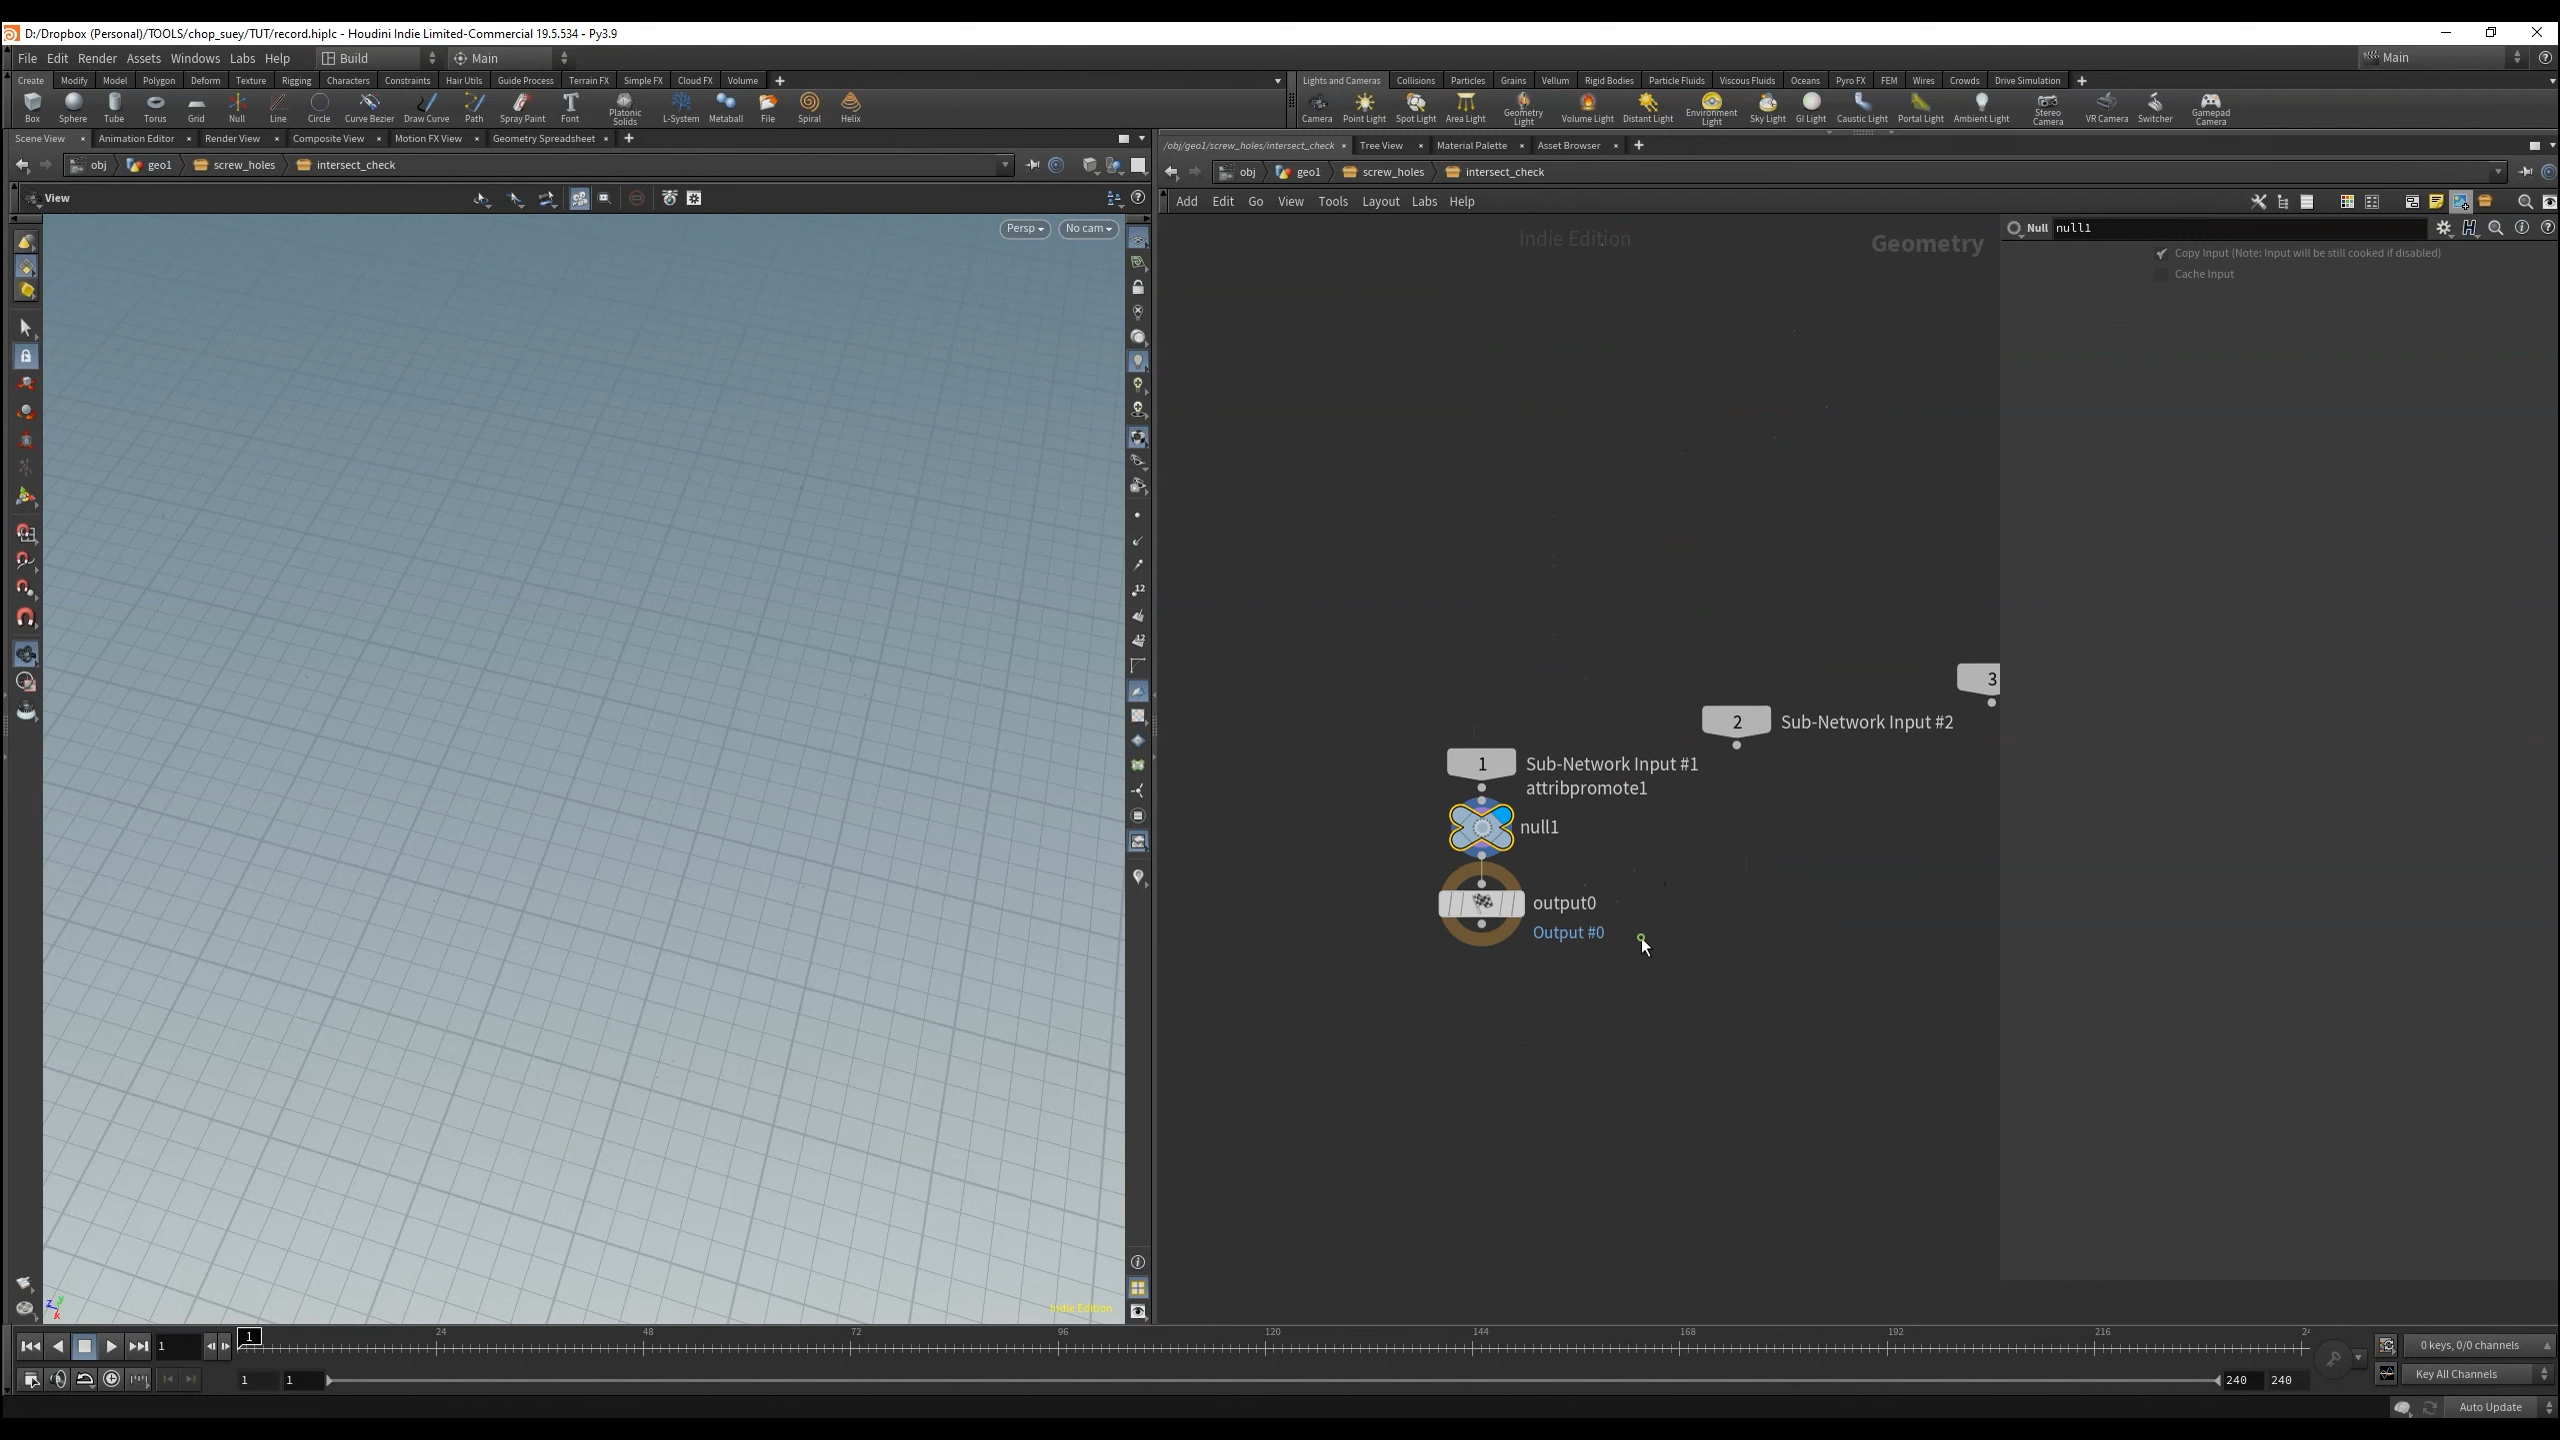 D:/Dropbox (Personal)/TOOLS/chop_suey/TUT/record.hiplc - Houdini Indie Limited-Commercial 19.5.534 - Py3.9
File Edit Render Assets Windows Labs Help Build Main Main
Create Modify Model Polygon Deform Texture Rigging Characters Constraints Hair Utils Guide Process Terrain FX Simple FX Cloud FX Volume
Lights and Cameras Collisions Particles Grains Vellum Rigid Bodies Particle Fluids Viscous Fluids Oceans Pyro FX FEM Wires Crowds Drive Simulation
Box Sphere Tube Torus Grid Null Line Circle Curve Bezier Draw Curve Path Spray Paint Font Platonic Solids L-System Metaball File Spiral Helix
Camera Point Light Spot Light Area Light Geometry Light Volume Light Distant Light Environment Light Sky Light GI Light Caustic Light Portal Light Ambient Light Stereo Camera VR Camera Switcher Gamepad Camera
Scene View Animation Editor Render View Composite View Motion FX View Geometry Spreadsheet
/obj/geo1/screw_holes/intersect_check Tree View Material Palette Asset Browser
obj geo1 screw_holes intersect_check
obj geo1 screw_holes intersect_check
View
Add Edit Go View Tools Layout Labs Help
Persp No cam
Indie Edition
Geometry
Null null1
Copy Input (Note: Input will be still cooked if disabled)
Cache Input
3
2 Sub-Network Input #2
1 Sub-Network Input #1
attribpromote1
null1
output0
Output #0
12
12
Indie Edition
z y x
1 1 24 48 72 96 120 144 168 192 216 24
0 keys, 0/0 channels
1 1 240 240
Key All Channels
Auto Update